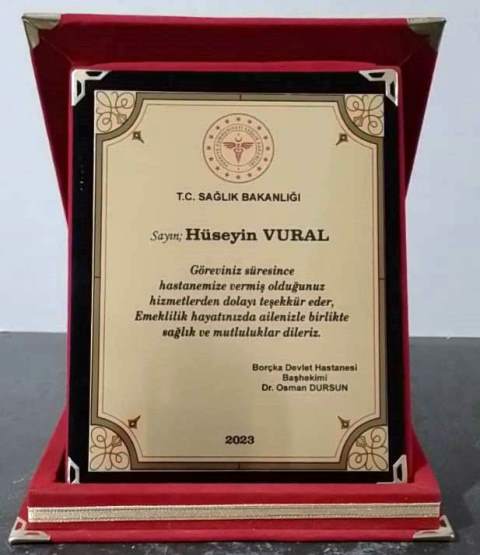 T.C. SAĞLIK BAKANLIĞI
Sayın; Hüseyin VURAL
Göreviniz süresince
hastanemize vermiş olduğunuz
hizmetlerden dolayı teşekkür eder,
Emeklilik hayatınızda ailenizle birlikte
sağlık ve mutluluklar dileriz.
Borçka Devlet Hastanesi
Başhekimi
Dr. Osman DURSUN
2023